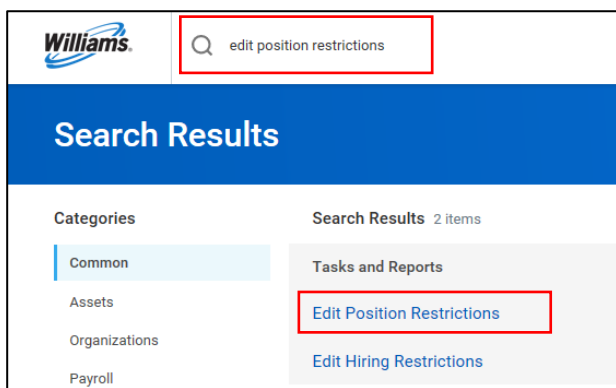 Williams.
edit position restrictions
Search Results
Categories
Common
Assets
Organizations
Payroll
Search Results 2 items
Tasks and Reports
Edit Position Restrictions
Edit Hiring Restrictions